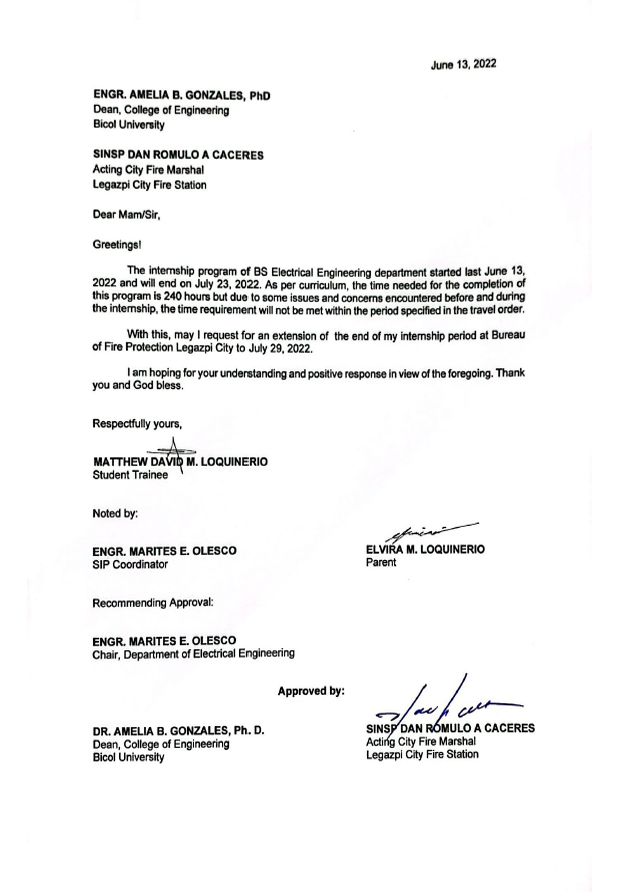 June 13, 2022
ENGR. AMELIA B. GONZALES, PhD
Dean, College of Engineering
Bicol University
SINSP DAN ROMULO A CACERES
Acting City Fire Marshal
Legazpi City Fire Station
Dear Mam/Sir,
Greetings!
The internship program of BS Electrical Engineering department started last June 13,
2022 and will end on July 23, 2022. As per curriculum, the time needed for the completion of
this program is 240 hours but due to some issues and concerns encountered before and during
the internship, the time requirement will not be met within the period specified in the travel order.
With this, may I request for an extension of the end of my internship period at Bureau
of Fire Protection Legazpi City to July 29, 2022.
I am hoping for your understanding and positive response in view of the foregoing. Thank
you and God bless.
Respectfully yours,
MATTHEW DAVID M. LOQUINERIO
Student Trainee
Noted by:
ENGR. MARITES E. OLESCO
SIP Coordinator
ELVIRA M. LOQUINERIO
Parent
Recommending Approval:
ENGR. MARITES E. OLESCO
Chair, Department of Electrical Engineering
Approved by:
DR. AMELIA B. GONZALES, Ph. D.
Dean, College of Engineering
Bicol University
SINSP DAN ROMULO A CACERES
Acting City Fire Marshal
Legazpi City Fire Station